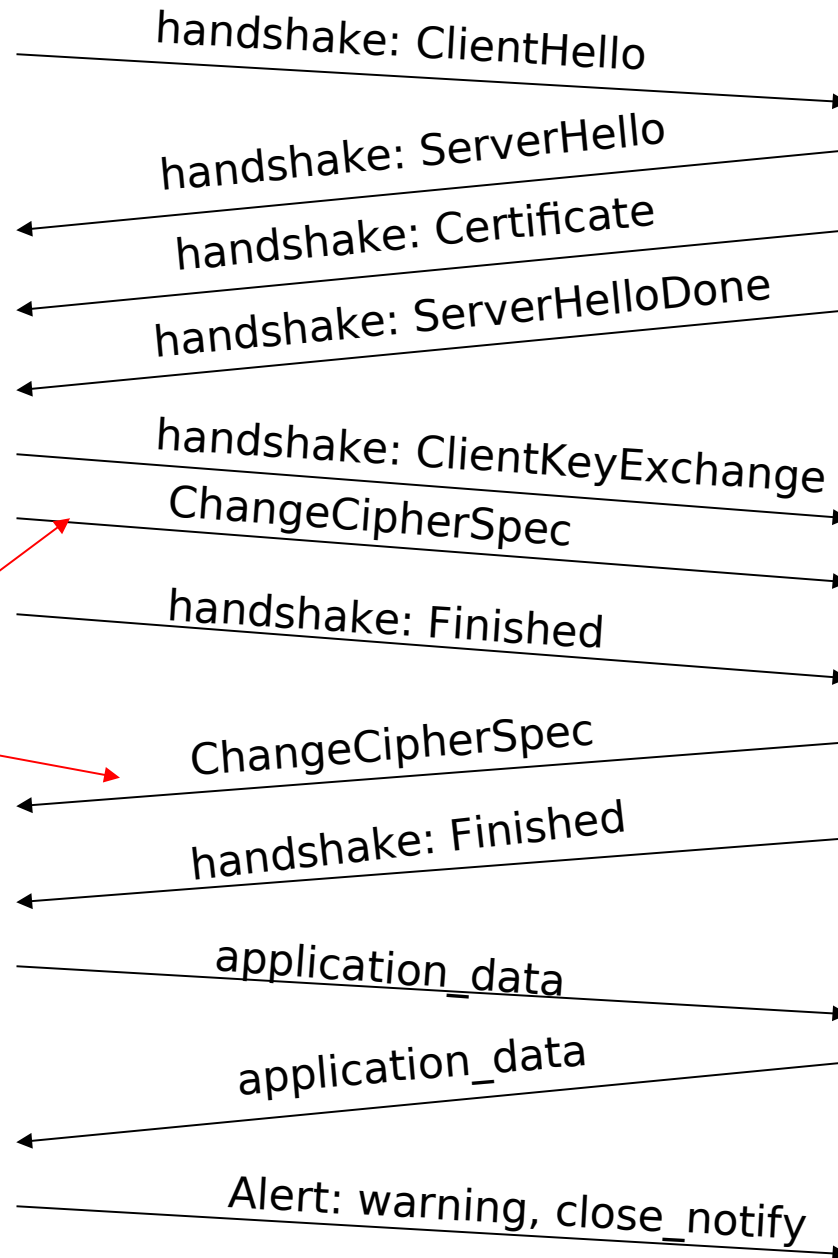 handshake: ClientHello
handshake: ServerHello
handshake: Certificate
handshake: ServerHelloDone
handshake: ClientKeyExchange
ChangeCipherSpec
handshake: Finished
ChangeCipherSpec
handshake: Finished
application_data
application_data
Alert: warning, close_notify